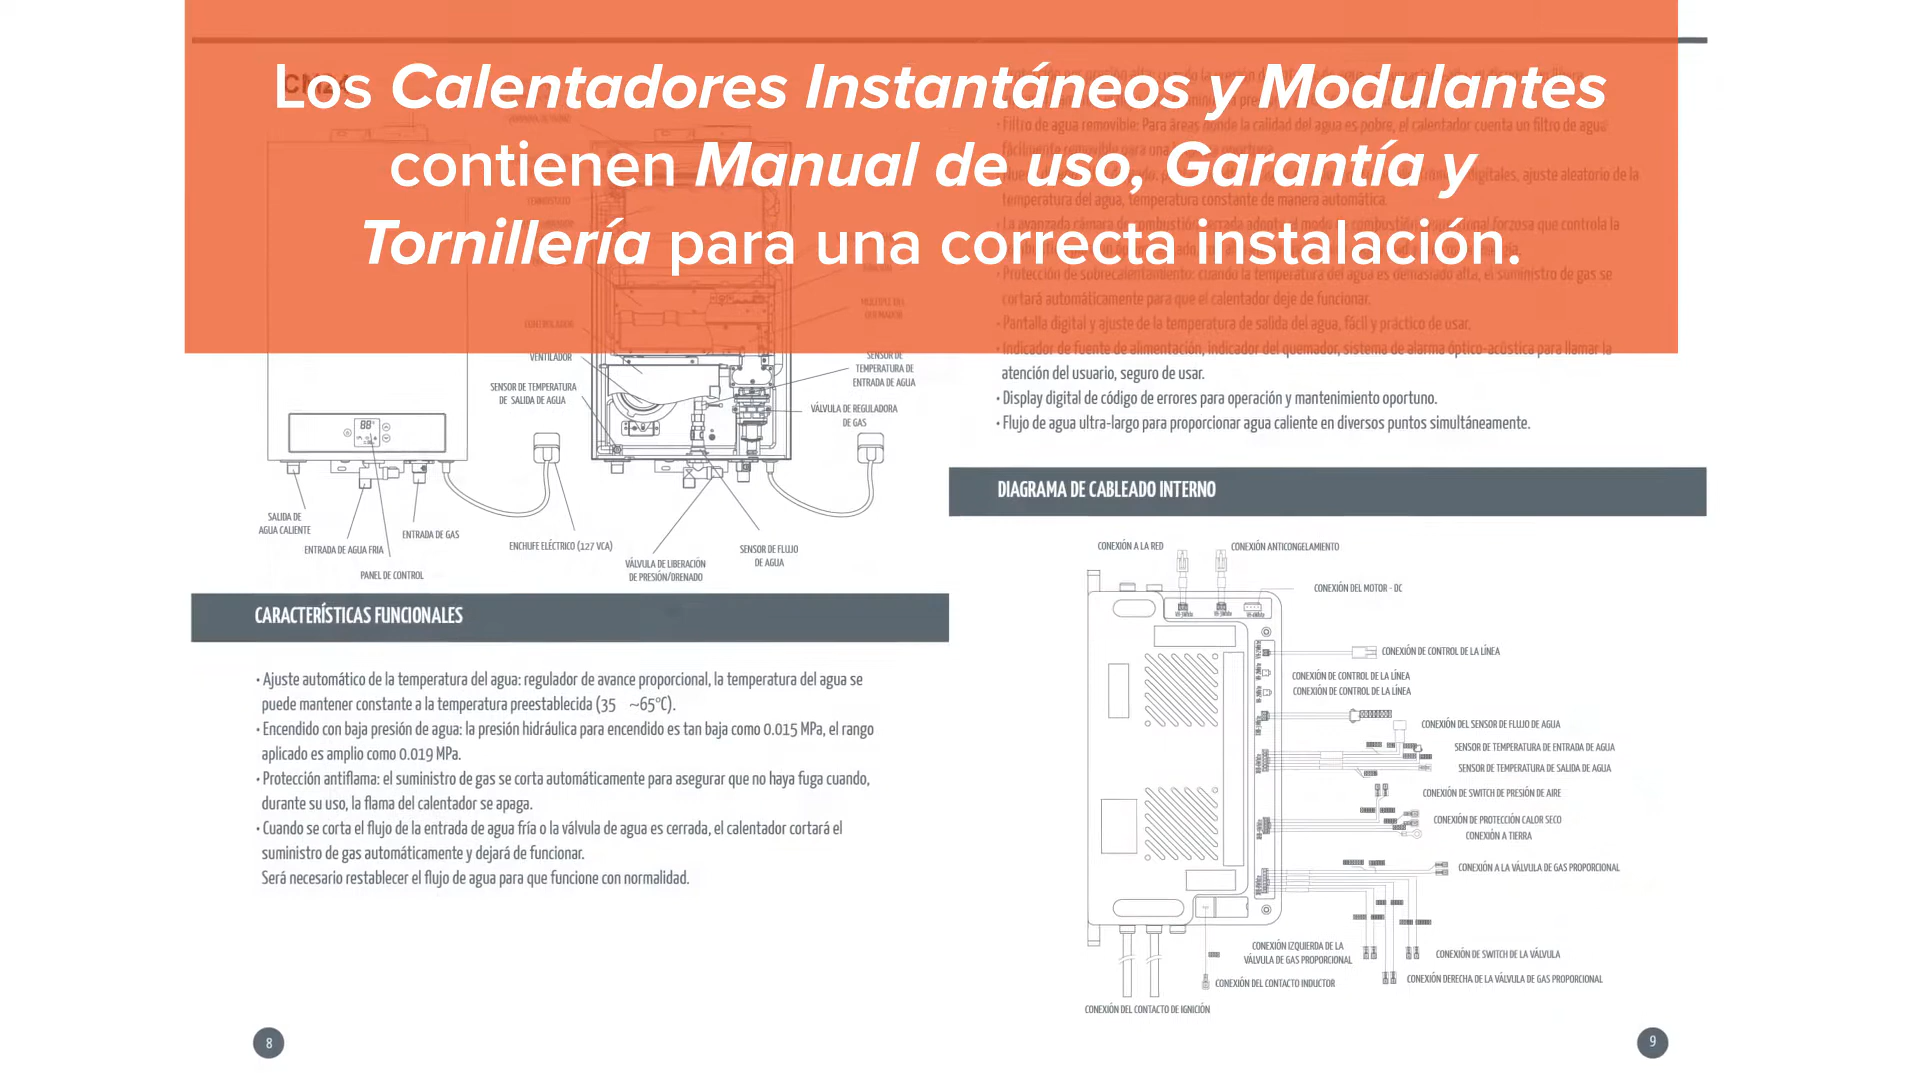 Los Calentadores Instantáneos y Modulantes
contienen Manual de uso, Garantía y
Tornillería para una correcta instalación.
CONTROLADOR
VENTILADOR
SENSOR DE TEMPERATURA
DE SALIDA DE AGUA
MÚLTIPLE DEL
QUEMADOR
SENSOR DE
TEMPERATURA DE
ENTRADA DE AGUA
VÁLVULA DE REGULADORA
DE GAS
88°
SALIDA DE
AGUA CALIENTE
ENTRADA DE AGUA FRIA
PANEL DE CONTROL
ENTRADA DE GAS
ENCHUFE ELÉCTRICO (127 VCA)
VÁLVULA DE LIBERACIÓN
DE PRESIÓN/DRENADO
SENSOR DE FLUJO
DE AGUA
CARACTERÍSTICAS FUNCIONALES
• Ajuste automático de la temperatura del agua: regulador de avance proporcional, la temperatura del agua se
puede mantener constante a la temperatura preestablecida (35 ~65°C).
• Encendido con baja presión de agua: la presión hidráulica para encendido es tan baja como 0.015 MPa, el rango
aplicado es amplio como 0.019 MPa.
• Protección antiflama: el suministro de gas se corta automáticamente para asegurar que no haya fuga cuando,
durante su uso, la flama del calentador se apaga.
• Cuando se corta el flujo de la entrada de agua fría o la válvula de agua es cerrada, el calentador cortará el
suministro de gas automáticamente y dejará de funcionar.
Será necesario restablecer el flujo de agua para que funcione con normalidad.
8
• Filtro de agua removible: Para áreas donde la calidad del agua es pobre, el calentador cuenta un filtro de agua
digitales, ajuste aleatorio de la
temperatura del agua, temperatura constante de manera automática.
• Protección de sobrecalentamiento: cuando la temperatura del agua es demasiado alta, el suministro de gas se
cortará automáticamente para que el calentador deje de funcionar.
• Pantalla digital y ajuste de la temperatura de salida del agua, fácil y práctico de usar.
• Indicador de fuente de alimentación, indicador del quemador, sistema de alarma óptico-acústica para llamar la
atención del usuario, seguro de usar.
• Display digital de código de errores para operación y mantenimiento oportuno.
• Flujo de agua ultra-largo para proporcionar agua caliente en diversos puntos simultáneamente.
DIAGRAMA DE CABLEADO INTERNO
CONEXIÓN A LA RED
CONEXIÓN ANTICONGELAMIENTO
CONEXIÓN DEL MOTOR - DC
CONEXIÓN DE CONTROL DE LA LÍNEA
CONEXIÓN DE CONTROL DE LA LÍNEA
CONEXIÓN DE CONTROL DE LA LÍNEA
CONEXIÓN DEL SENSOR DE FLUJO DE AGUA
SENSOR DE TEMPERATURA DE ENTRADA DE AGUA
SENSOR DE TEMPERATURA DE SALIDA DE AGUA
CONEXIÓN DE SWITCH DE PRESIÓN DE AIRE
CONEXIÓN DE PROTECCIÓN CALOR SECO
CONEXIÓN A TIERRA
CONEXIÓN A LA VÁLVULA DE GAS PROPORCIONAL
CONEXIÓN IZQUIERDA DE LA
VÁLVULA DE GAS PROPORCIONAL
CONEXIÓN DE SWITCH DE LA VÁLVULA
CONEXIÓN DERECHA DE LA VÁLVULA DE GAS PROPORCIONAL
CONEXIÓN DEL CONTACTO INDUCTOR
CONEXIÓN DEL CONTACTO DE IGNICIÓN
9